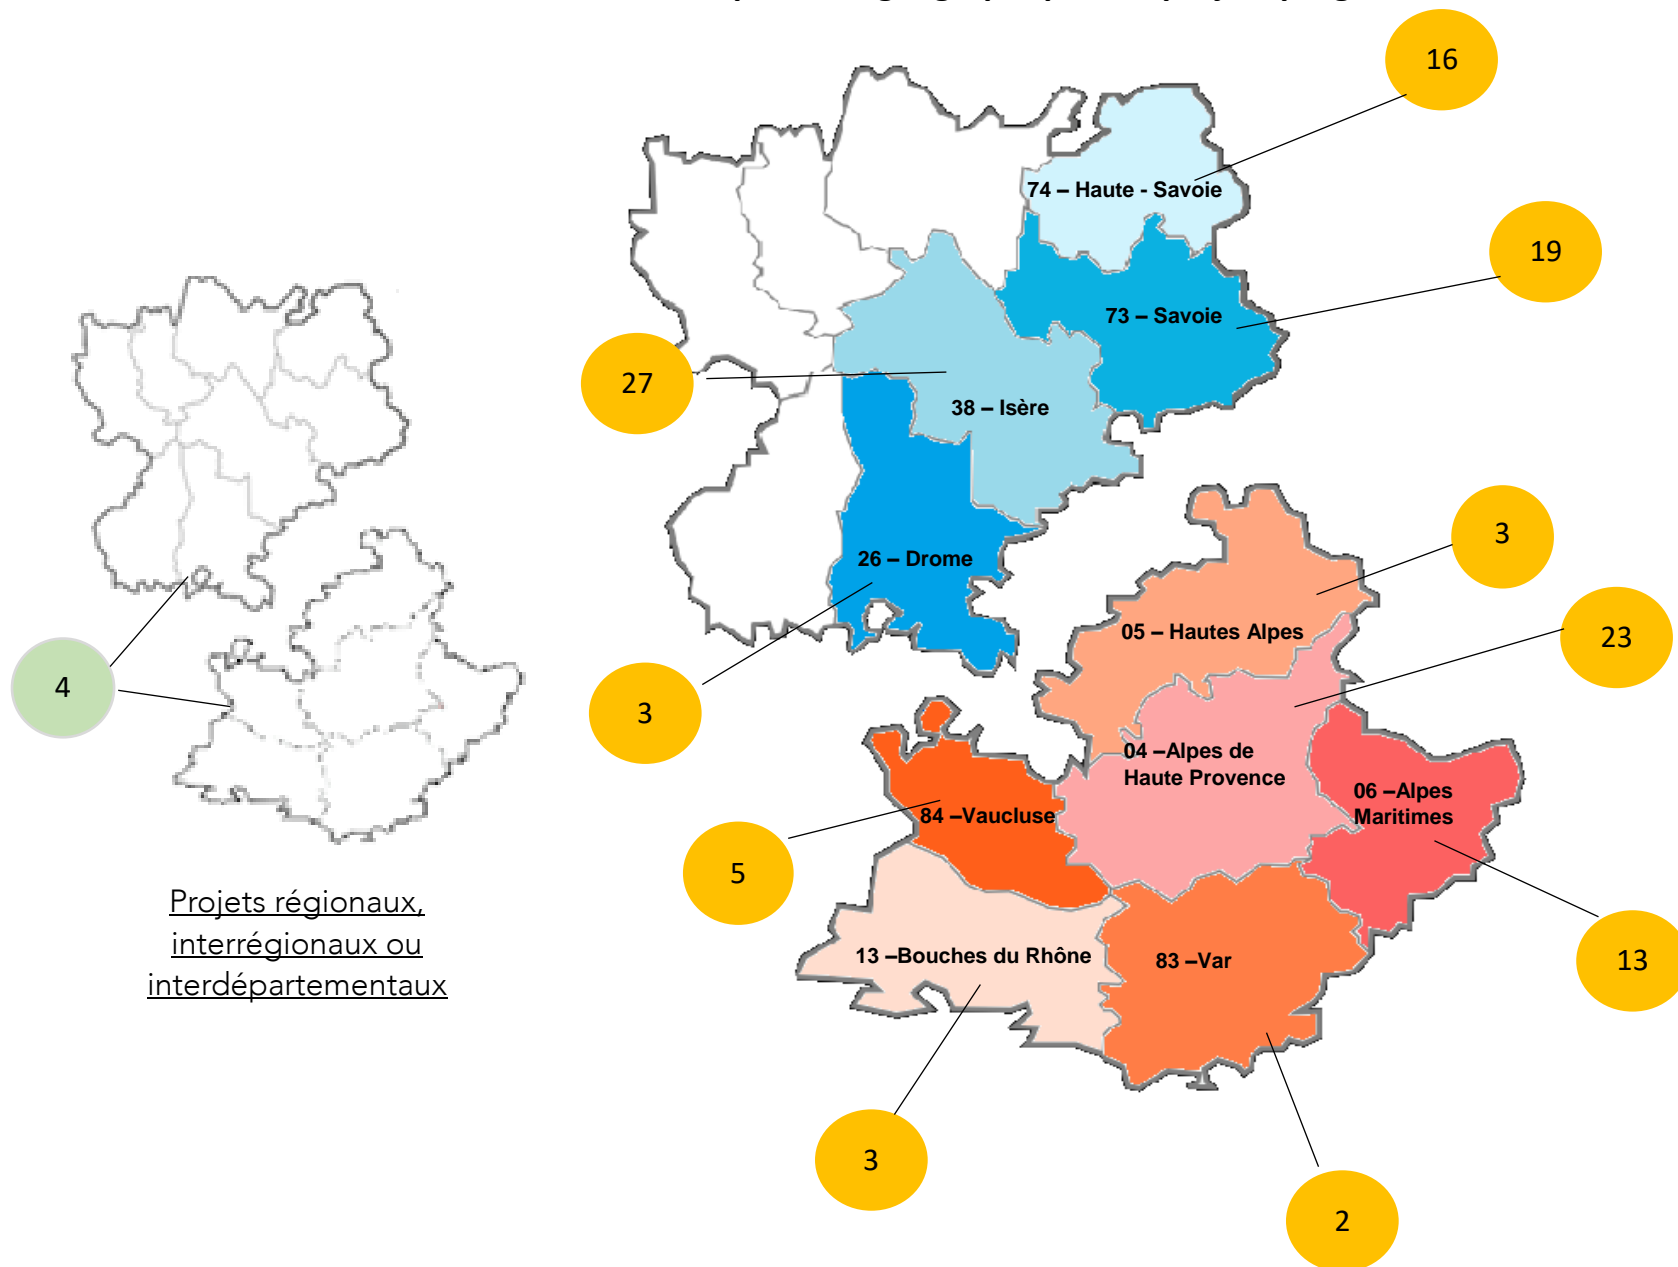 16
74 – Haute - Savoie
19
73 – Savoie
27
38 – Isère
3
26 – Drome
05 – Hautes Alpes
23
4
3
04 –Alpes de
Haute Provence
06 –Alpes
Maritimes
84 –Vaucluse
5
Projets régionaux,
interrégionaux ou
interdépartementaux
13 –Bouches du Rhône
83 –Var
13
3
2